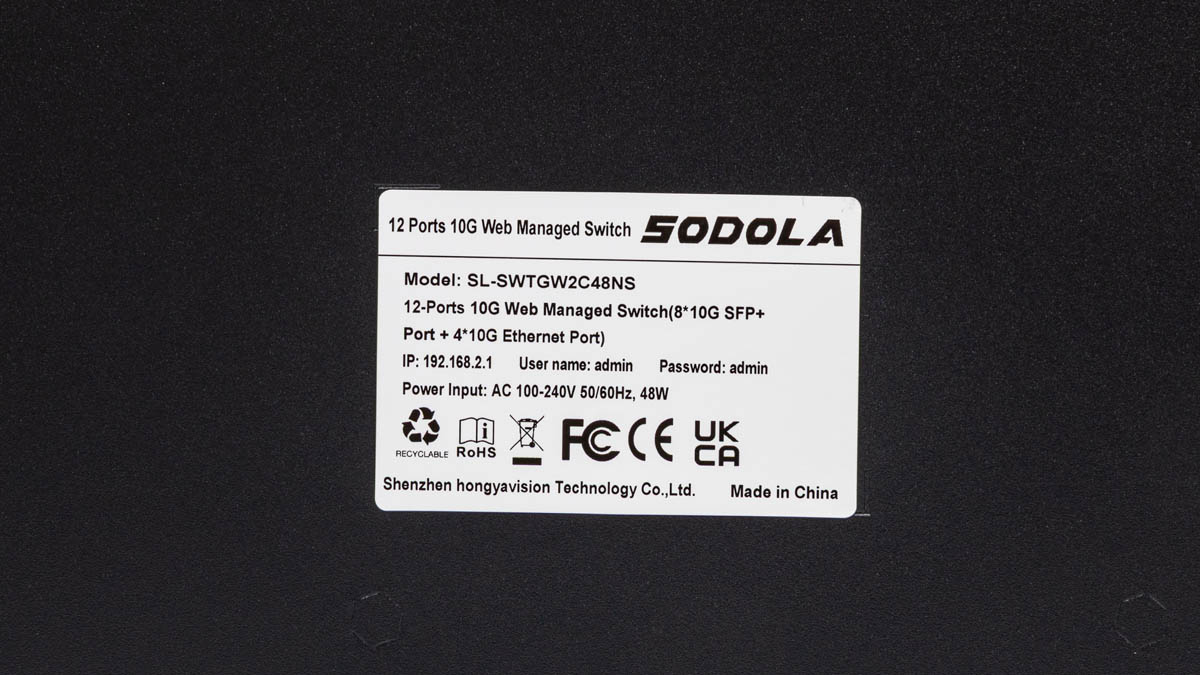 12 Ports 10G Web Managed Switch SODOLA
Model: SL-SWTGW2C48NS
12-Ports 10G Web Managed Switch(8*10G SFP+
Port + 4*10G Ethernet Port)
IP: 192.168.2.1 User name: admin Password: admin
Power Input: AC 100-240V 50/60Hz, 48W
RECYCLABLE RoHS FC CE UK CA
Shenzhen hongyavision Technology Co.,Ltd. Made in China